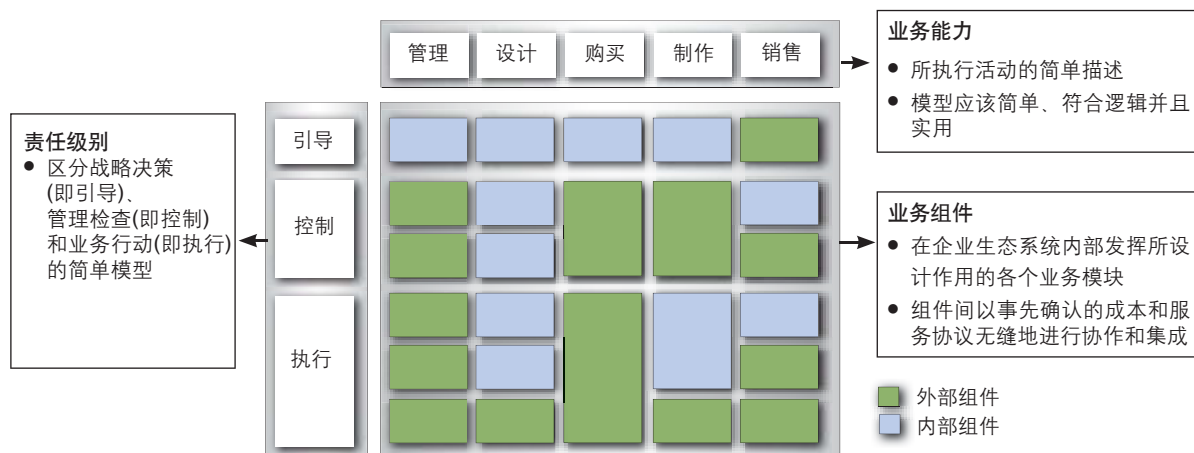 管理
设计
购买
制作
销售
业务能力
● 所执行活动的简单描述
● 模型应该简单、符合逻辑并且
实用
责任级别
● 区分战略决策
(即引导)、
管理检查(即控制)
和业务行动(即执行)
的简单模型
引导
控制
执行
业务组件
● 在企业生态系统内部发挥所设
计作用的各个业务模块
● 组件间以事先确认的成本和服
务协议无缝地进行协作和集成
外部组件
内部组件